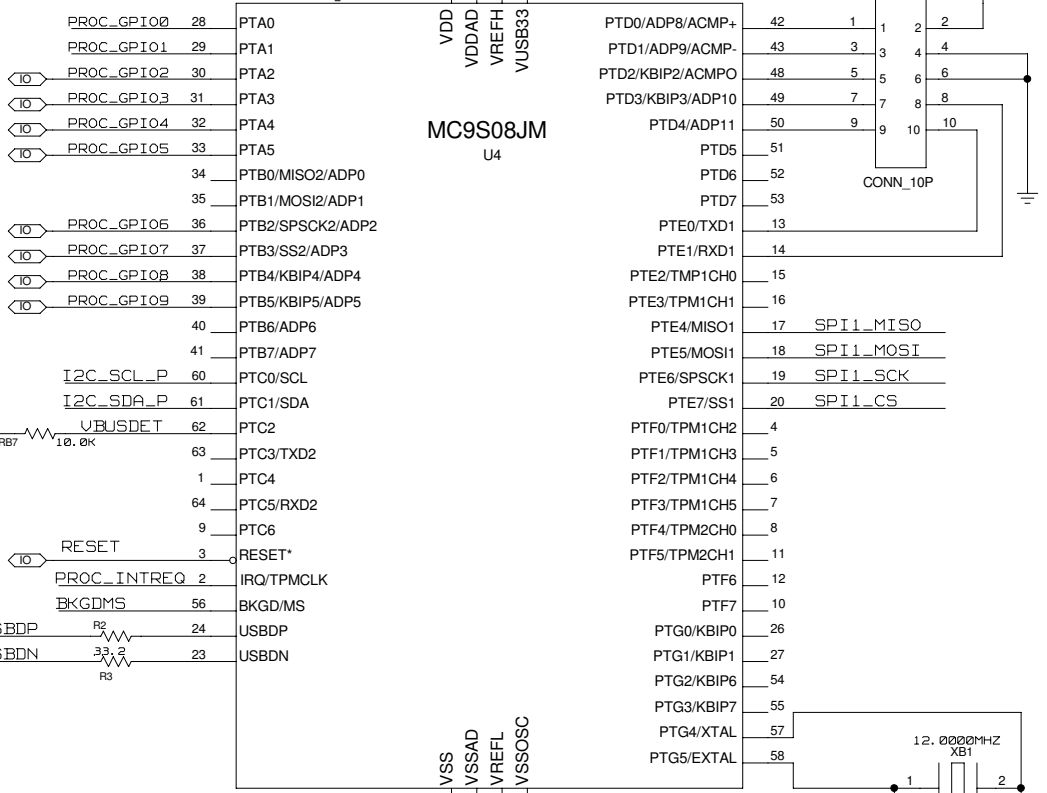 PROC_GPIO0 28 PTA0
PROC_GPIO1 29 PTA1
IO PROC_GPIO2 30 PTA2
IO PROC_GPIO3 31 PTA3
IO PROC_GPIO4 32 PTA4
IO PROC_GPIO5 33 PTA5
34 PTB0/MISO2/ADP0
35 PTB1/MOSI2/ADP1
IO PROC_GPIO6 36 PTB2/SPSCK2/ADP2
IO PROC_GPIO7 37 PTB3/SS2/ADP3
IO PROC_GPIO8 38 PTB4/KBIP4/ADP4
IO PROC_GPIO9 39 PTB5/KBIP5/ADP5
40 PTB6/ADP6
41 PTB7/ADP7
I2C_SCL_P 60 PTC0/SCL
I2C_SDA_P 61 PTC1/SDA
RB7 10.0K VBUSDET 62 PTC2
63 PTC3/TXD2
1 PTC4
64 PTC5/RXD2
9 PTC6
IO RESET 3 RESET*
PROC_INTREQ 2 IRQ/TPMCLK
BKGDMS 56 BKGD/MS
SBDP R2 24 USBDP
SBDN 33.2 R3 23 USBDN
VDD
VDDAD
VREFH
VUSB33
MC9S08JM
U4
VSS
VSSAD
VREFL
VSSOSC
PTD0/ADP8/ACMP+ 42 1 1 2 2
PTD1/ADP9/ACMP- 43 3 3 4 4
PTD2/KBIP2/ACMPO 48 5 5 6 6
PTD3/KBIP3/ADP10 49 7 7 8 8
PTD4/ADP11 50 9 9 10 10
CONN_10P
PTD5 51
PTD6 52
PTD7 53
PTE0/TXD1 13
PTE1/RXD1 14
PTE2/TMP1CH0 15
PTE3/TPM1CH1 16
PTE4/MISO1 17 SPI1_MISO
PTE5/MOSI1 18 SPI1_MOSI
PTE6/SPSCK1 19 SPI1_SCK
PTE7/SS1 20 SPI1_CS
PTF0/TPM1CH2 4
PTF1/TPM1CH3 5
PTF2/TPM1CH4 6
PTF3/TPM1CH5 7
PTF4/TPM2CH0 8
PTF5/TPM2CH1 11
PTF6 12
PTF7 10
PTG0/KBIP0 26
PTG1/KBIP1 27
PTG2/KBIP6 54
PTG3/KBIP7 55
PTG4/XTAL 57
PTG5/EXTAL 58
12.0000MHZ
XB1
1 2